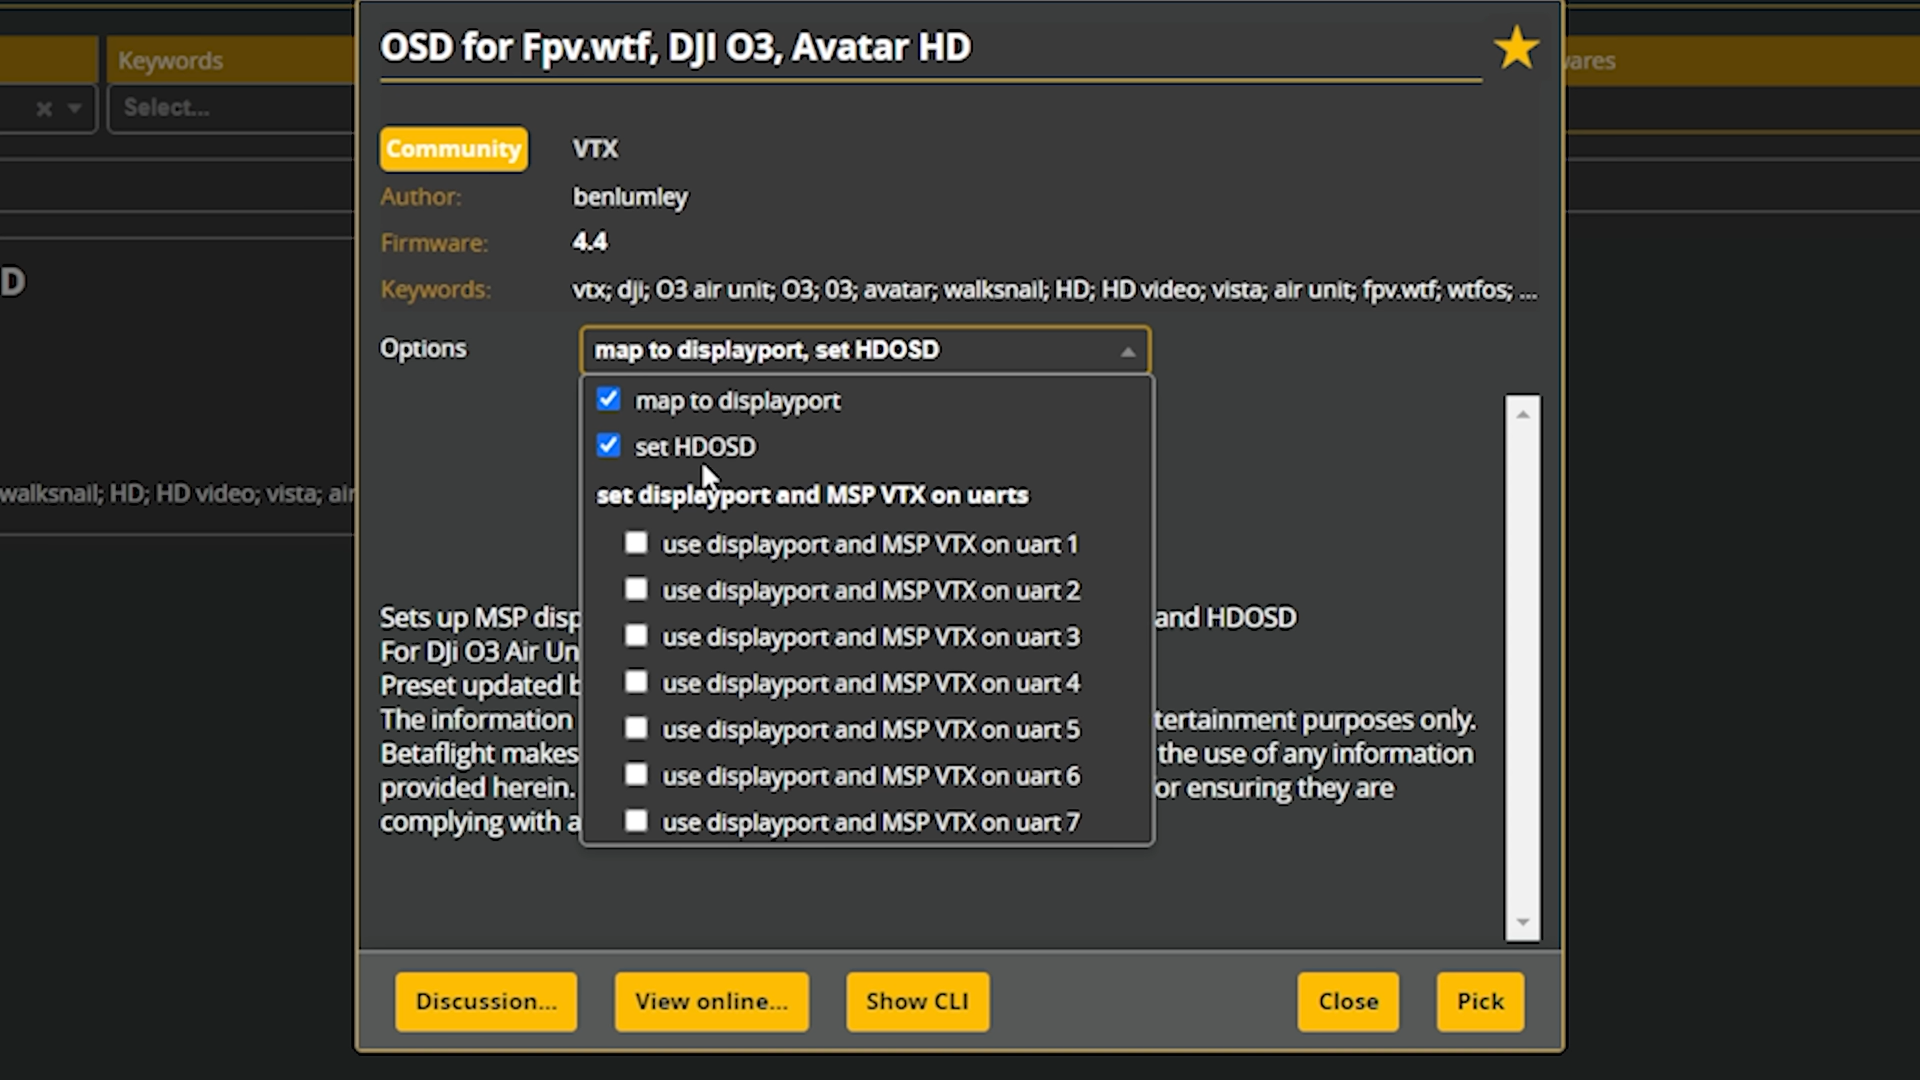 OSD for Fpv.wtf, DJI O3, Avatar HD
Keywords
Select...
wares
Community VTX
Author: benlumley
Firmware: 4.4
Keywords: vtx; dji; O3 air unit; O3; 03; avatar; walksnail; HD; HD video; vista; air unit; fpv.wtf; wtfos; ...
D
walksnail; HD; HD video; vista; air
Options map to displayport, set HDOSD
map to displayport
set HDOSD
set displayport and MSP VTX on uarts
use displayport and MSP VTX on uart 1
use displayport and MSP VTX on uart 2
use displayport and MSP VTX on uart 3
use displayport and MSP VTX on uart 4
use displayport and MSP VTX on uart 5
use displayport and MSP VTX on uart 6
use displayport and MSP VTX on uart 7
Sets up MSP disp and HDOSD
For DJi O3 Air Un
Preset updated b
The information tertainment purposes only.
Betaflight makes the use of any information
provided herein. or ensuring they are
complying with a
Discussion... View online... Show CLI Close Pick